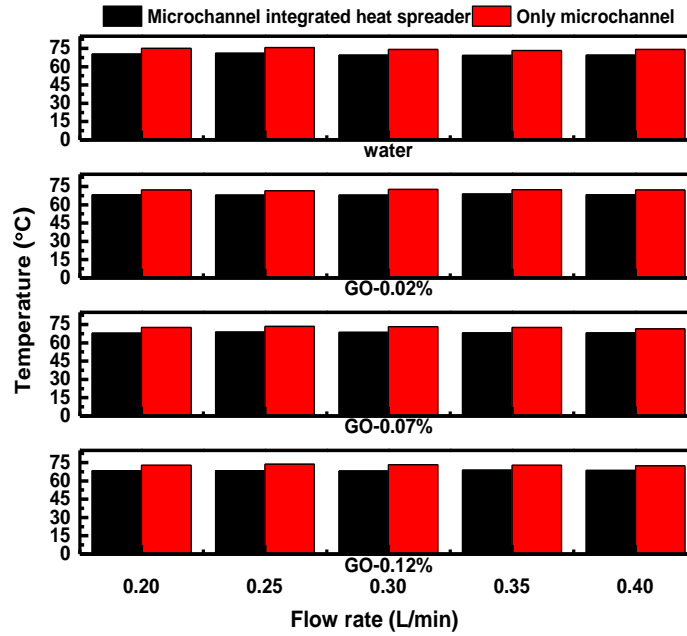 Microchannel integrated heat spreader
Only microchannel
Temperature (°C)
75
60
45
30
15
0
water
75
60
45
30
15
0
GO-0.02%
75
60
45
30
15
0
GO-0.07%
75
60
45
30
15
0
GO-0.12%
0.20 0.25 0.30 0.35 0.40
Flow rate (L/min)